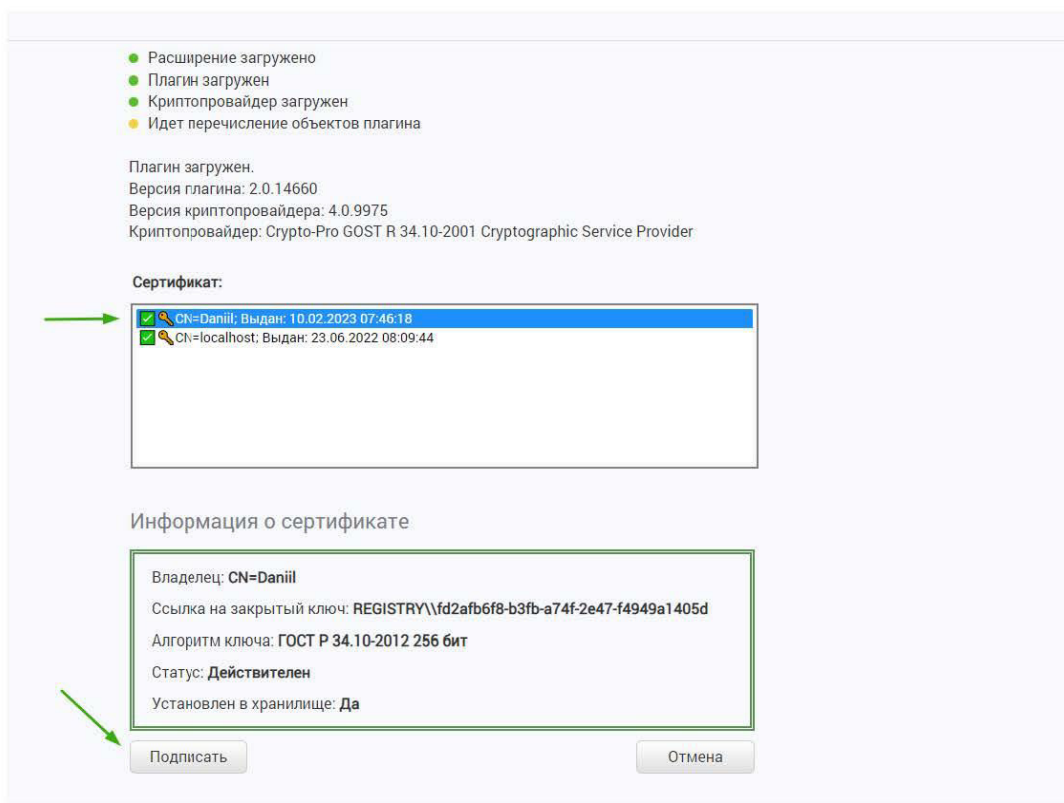 Расширение загружено
Плагин загружен
Криптопровайдер загружен
Идет перечисление объектов плагина
Плагин загружен.
Версия плагина: 2.0.14660
Версия криптопровайдера: 4.0.9975
Криптопровайдер: Crypto-Pro GOST R 34.10-2001 Cryptographic Service Provider
Сертификат:
CN=Daniil; Выдан: 10.02.2023 07:46:18
CN=localhost; Выдан: 23.06.2022 08:09:44
Информация о сертификате
Владелец: CN=Daniil
Ссылка на закрытый ключ: REGISTRY\\fd2afb6f8-b3fb-a74f-2e47-f4949a1405d
Алгоритм ключа: ГОСТ Р 34.10-2012 256 бит
Статус: Действителен
Установлен в хранилище: Да
Подписать Отмена